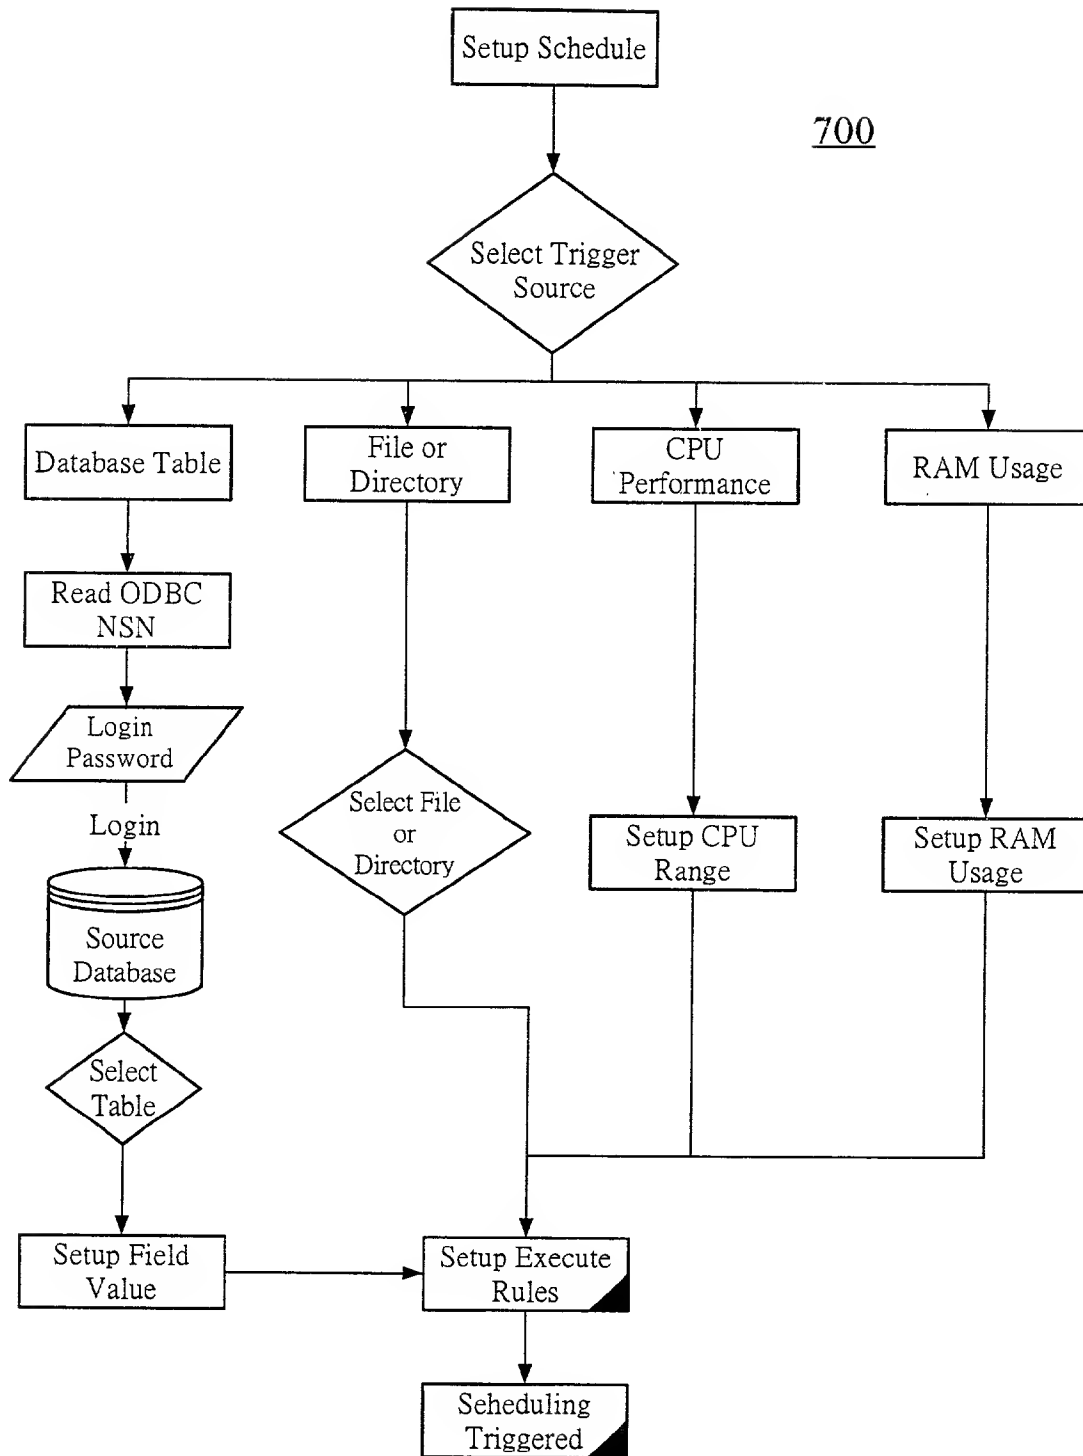 Setup Schedule
700
Select Trigger
Source
Database Table
File or
Directory
CPU
Performance
RAM Usage
Read ODBC
NSN
Login
Password
Login
Select File
or
Directory
Setup CPU
Range
Setup RAM
Usage
Source
Database
Select
Table
Setup Field
Value
Setup Execute
Rules
Seheduling
Triggered